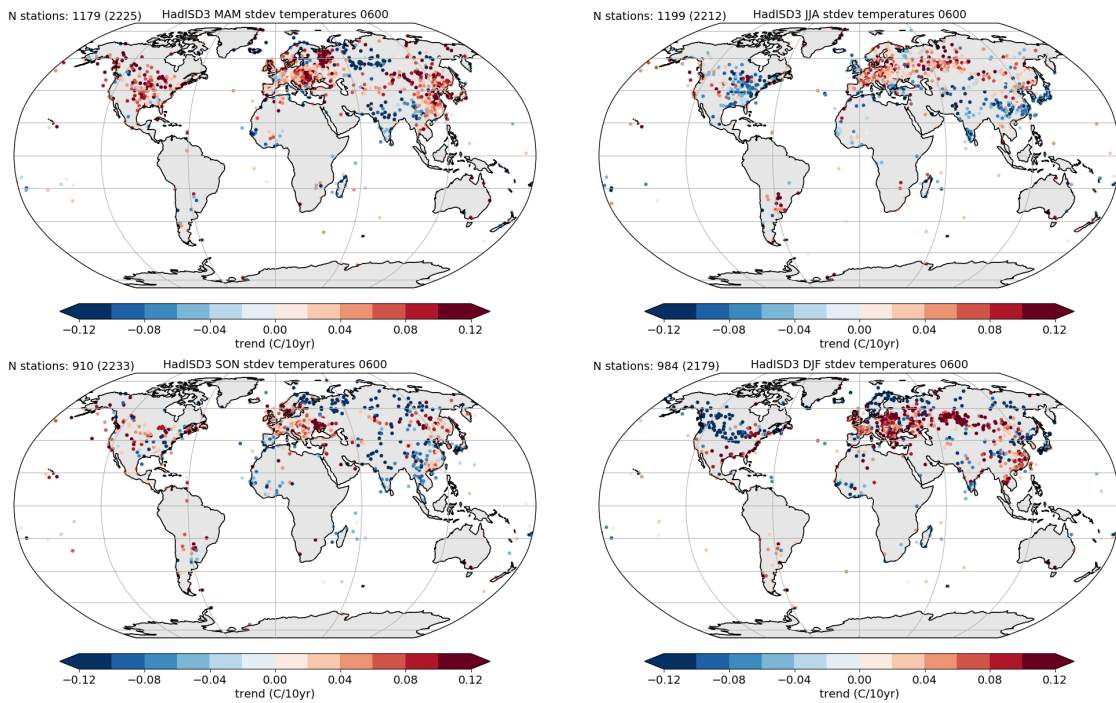 N stations: 1179 (2225)
HadISD3 MAM stdev temperatures 0600
−0.12 −0.08 −0.04 0.00 0.04 0.08 0.12
trend (C/10yr)
N stations: 1199 (2212)
HadISD3 JJA stdev temperatures 0600
−0.12 −0.08 −0.04 0.00 0.04 0.08 0.12
trend (C/10yr)
N stations: 910 (2233)
HadISD3 SON stdev temperatures 0600
−0.12 −0.08 −0.04 0.00 0.04 0.08 0.12
trend (C/10yr)
N stations: 984 (2179)
HadISD3 DJF stdev temperatures 0600
−0.12 −0.08 −0.04 0.00 0.04 0.08 0.12
trend (C/10yr)